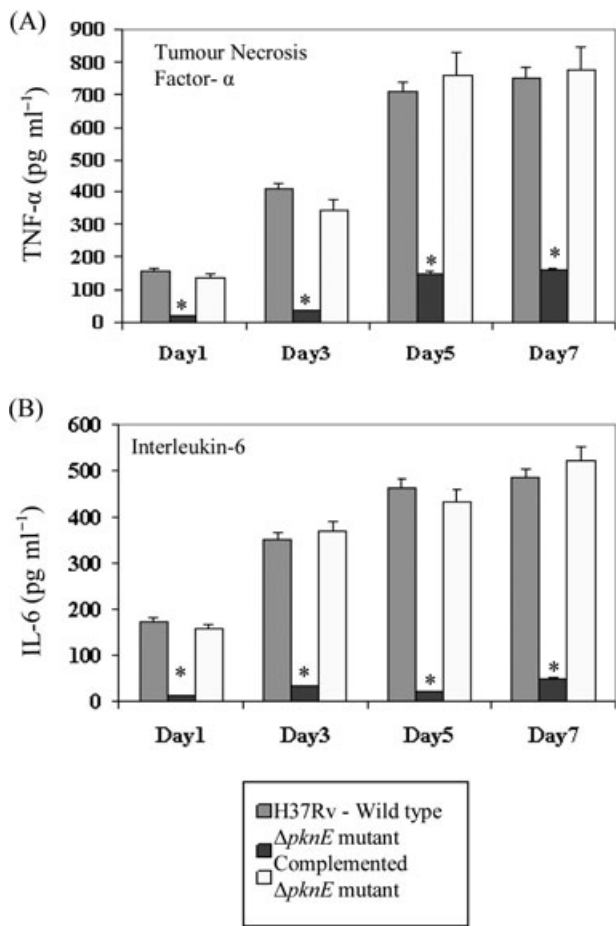 (A)
Tumour Necrosis
Factor- α
TNF-α (pg ml⁻¹)
900
800
700
600
500
400
300
200
100
0
*
*
*
*
Day1 Day3 Day5 Day7
(B)
Interleukin-6
IL-6 (pg ml⁻¹)
600
500
400
300
200
100
0
*
*
*
*
Day1 Day3 Day5 Day7
H37Rv - Wild type
ΔpknE mutant
Complemented
ΔpknE mutant